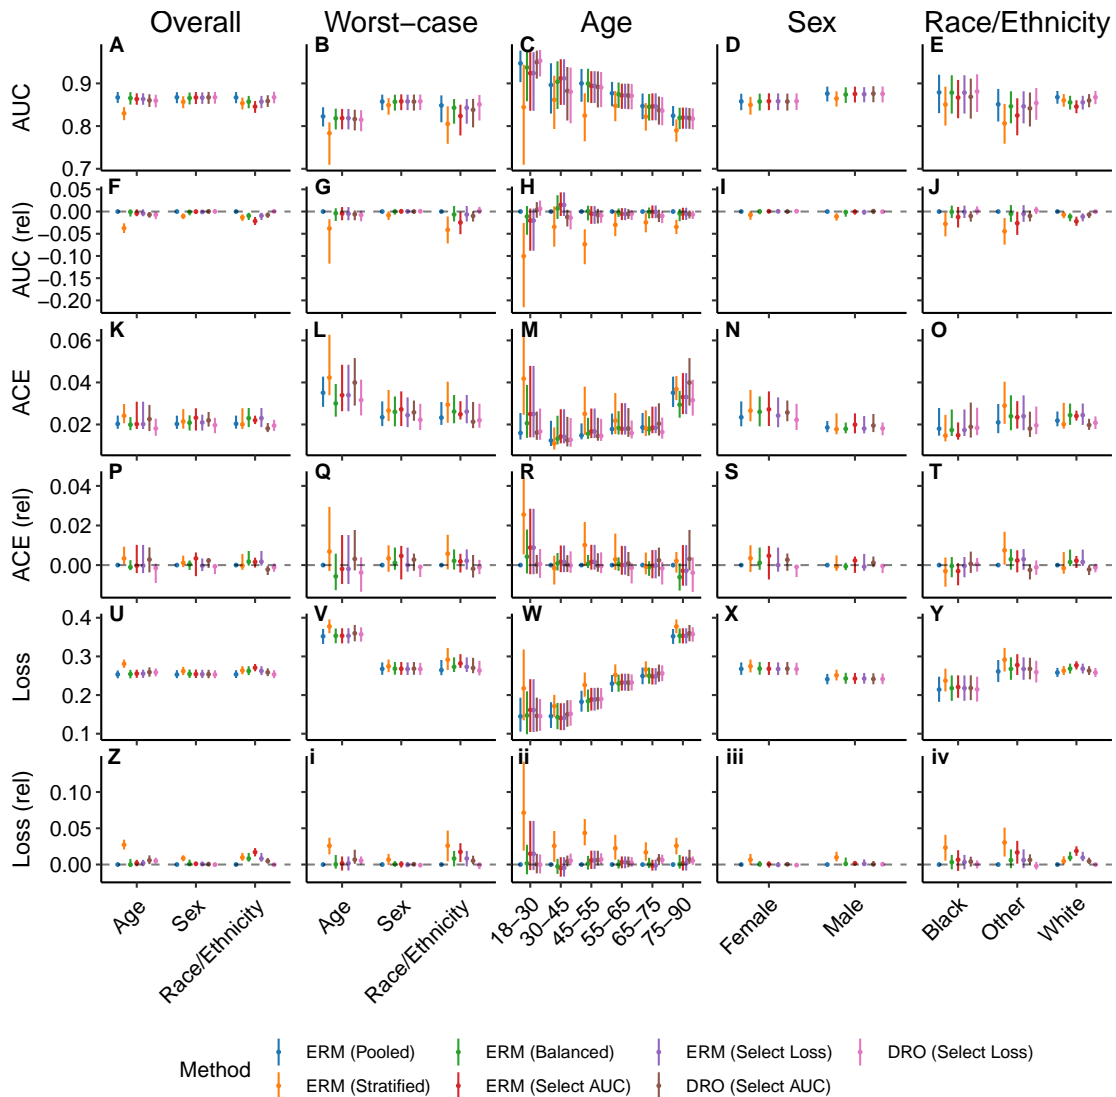 Overall Worst−case Age Sex Race/Ethnicity
A B C D E
AUC
0.9
0.8
0.7
F G H I J
AUC (rel)
0.05
0.00
−0.05
−0.10
−0.15
−0.20
K L M N O
ACE
0.06
0.04
0.02
P Q R S T
ACE (rel)
0.04
0.02
0.00
U V W X Y
Loss
0.4
0.3
0.2
0.1
Z i ii iii iv
Loss (rel)
0.10
0.05
0.00
Age Sex Race/Ethnicity Age Sex Race/Ethnicity 18−30 30−45 45−55 55−65 65−75 75−90 Female Male Black Other White
Method
ERM (Pooled) ERM (Balanced) ERM (Select Loss) DRO (Select Loss)
ERM (Stratified) ERM (Select AUC) DRO (Select AUC)